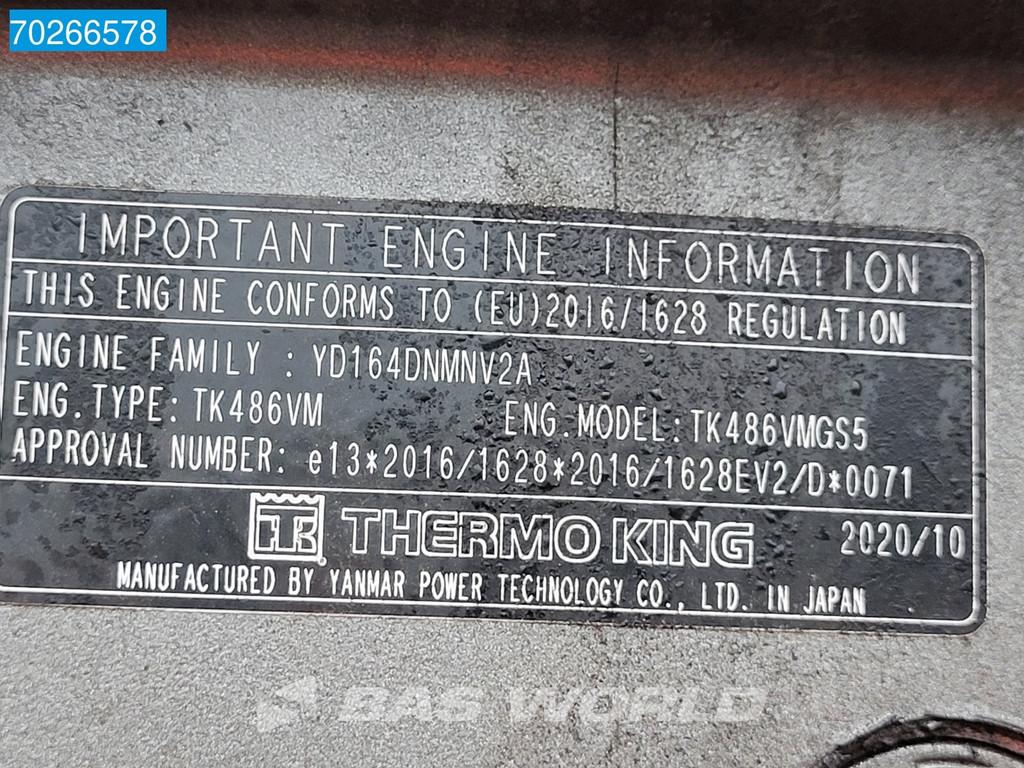 70266578
IMPORTANT ENGINE INFORMATION
THIS ENGINE CONFORMS TO (EU)2016/1628 REGULATION
ENGINE FAMILY : YD164DNMNV2A
ENG.TYPE: TK486VM ENG.MODEL: TK486VMGS5
APPROVAL NUMBER: e13*2016/1628*2016/1628EV2/D*0071
TK THERMO KING 2020/10
MANUFACTURED BY YANMAR POWER TECHNOLOGY CO., LTD. IN JAPAN
BAS WORLD